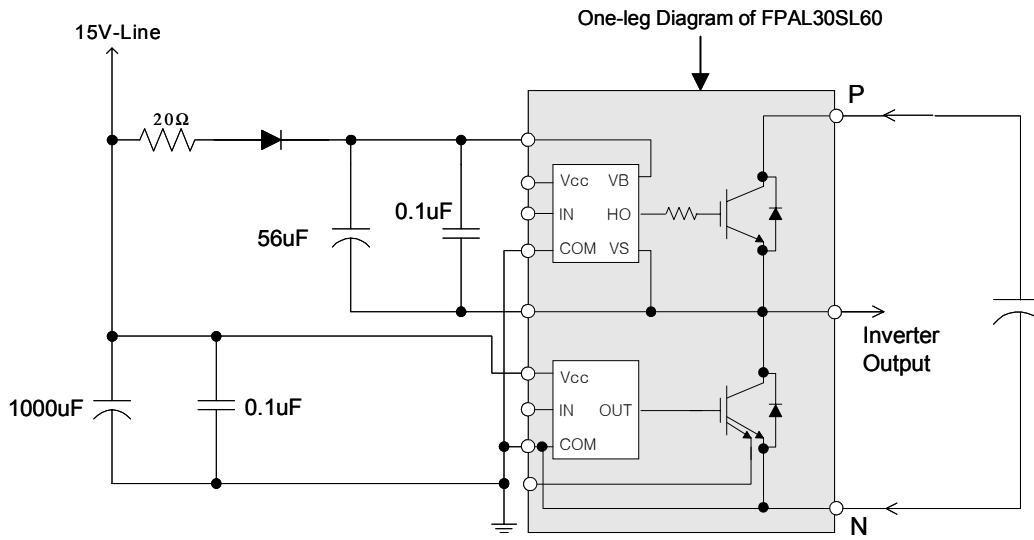 One-leg Diagram of FPAL30SL60
15V-Line
P
20Ω
Vcc VB
0.1uF
IN HO
56uF
COM VS
Inverter
Output
Vcc
1000uF
0.1uF
IN OUT
COM
N